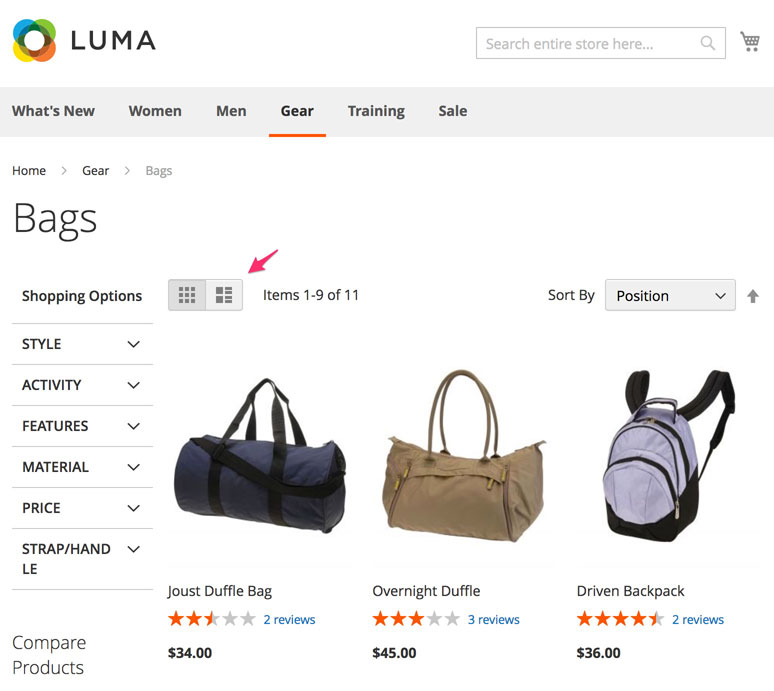 LUMA
Search entire store here...
What's New Women Men Gear Training Sale
Home Gear Bags
Bags
Shopping Options
Items 1-9 of 11
Sort By Position
STYLE
ACTIVITY
FEATURES
MATERIAL
PRICE
STRAP/HAND
LE
Joust Duffle Bag
2 reviews
$34.00
Overnight Duffle
3 reviews
$45.00
Driven Backpack
2 reviews
$36.00
Compare
Products